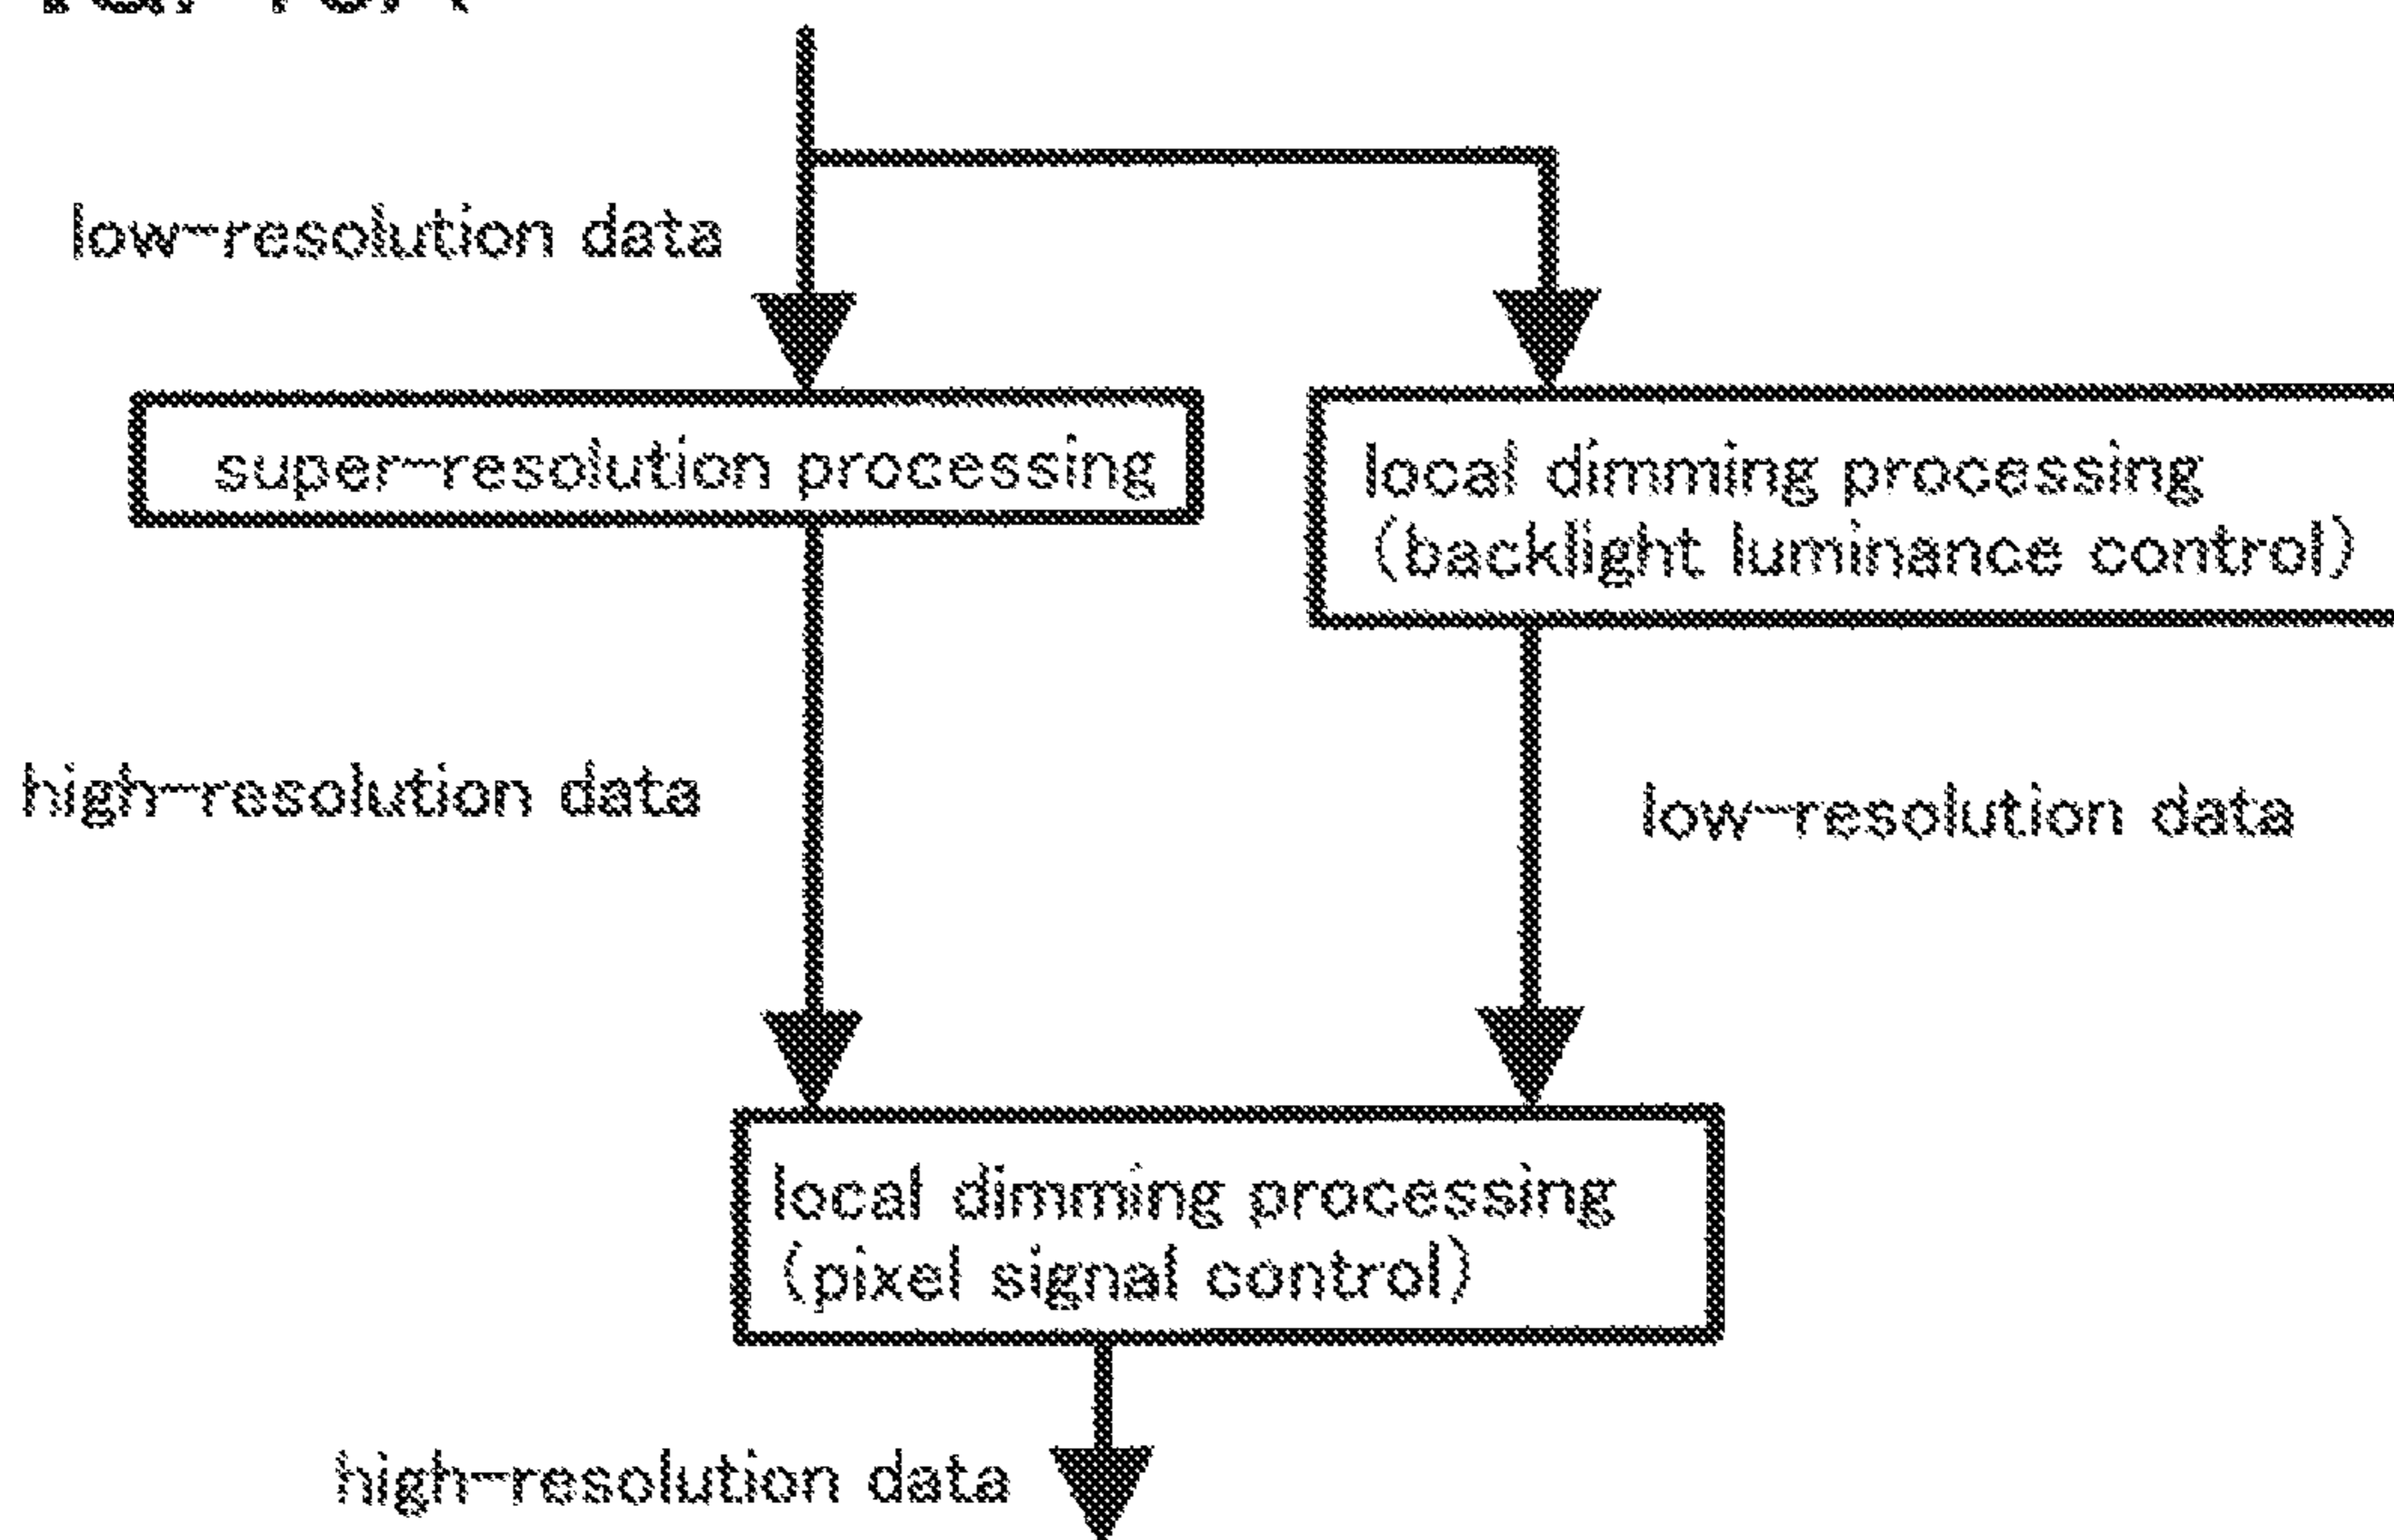 low-resolution data
super-resolution processing
local dimming processing
(backlight luminance control)
high-resolution data
low-resolution data
local dimming processing
(pixel signal control)
high-resolution data